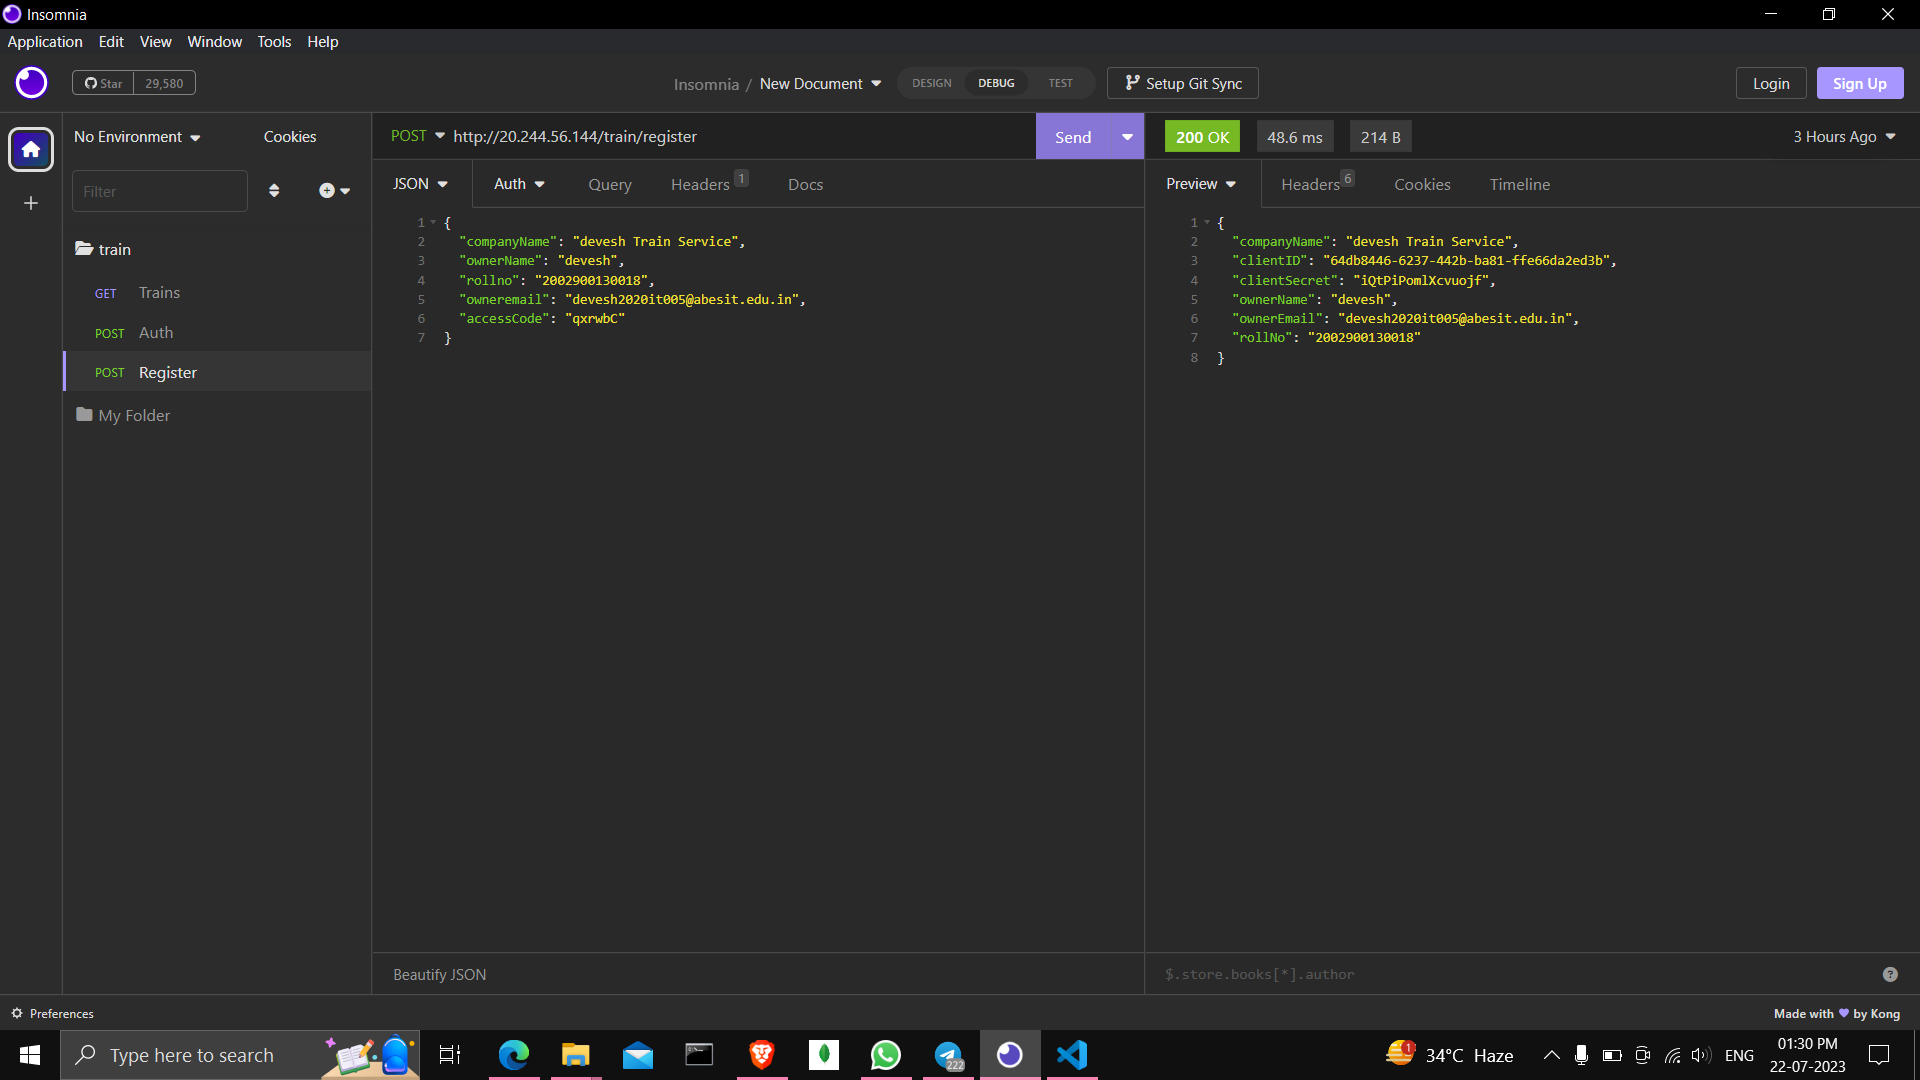 Insomnia
Application Edit View Window Tools Help
Star 29,580
Insomnia / New Document
DESIGN DEBUG TEST
Setup Git Sync
Login Sign Up
No Environment Cookies
Filter
train
GET Trains
POST Auth
POST Register
My Folder
POST http://20.244.56.144/train/register
Send
JSON Auth Query Headers 1 Docs
1 {
2 "companyName": "devesh Train Service",
3 "ownerName": "devesh",
4 "rollno": "2002900130018",
5 "owneremail": "devesh2020it005@abesit.edu.in",
6 "accessCode": "qxrwbC"
7 }
Beautify JSON
200 OK 48.6 ms 214 B 3 Hours Ago
Preview Headers 6 Cookies Timeline
1 {
2 "companyName": "devesh Train Service",
3 "clientID": "64db8446-6237-442b-ba81-ffe66da2ed3b",
4 "clientSecret": "iQtPiPomlXcvuojf",
5 "ownerName": "devesh",
6 "ownerEmail": "devesh2020it005@abesit.edu.in",
7 "rollNo": "2002900130018"
8 }
$.store.books[*].author
?
Preferences
Made with by Kong
Type here to search
222
1
34°C Haze
ENG
01:30 PM
22-07-2023